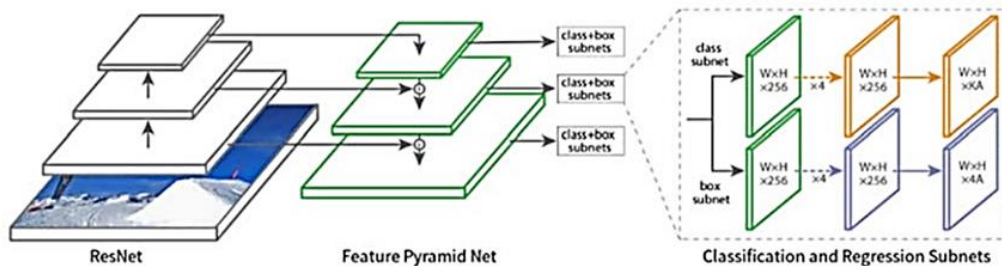 class+box
subnets
class+box
subnets
class+box
subnets
class
subnet
W×H
×256
×4
W×H
×256
W×H
×KA
box
subnet
W×H
×256
×4
W×H
×256
W×H
×4A
ResNet
Feature Pyramid Net
Classification and Regression Subnets